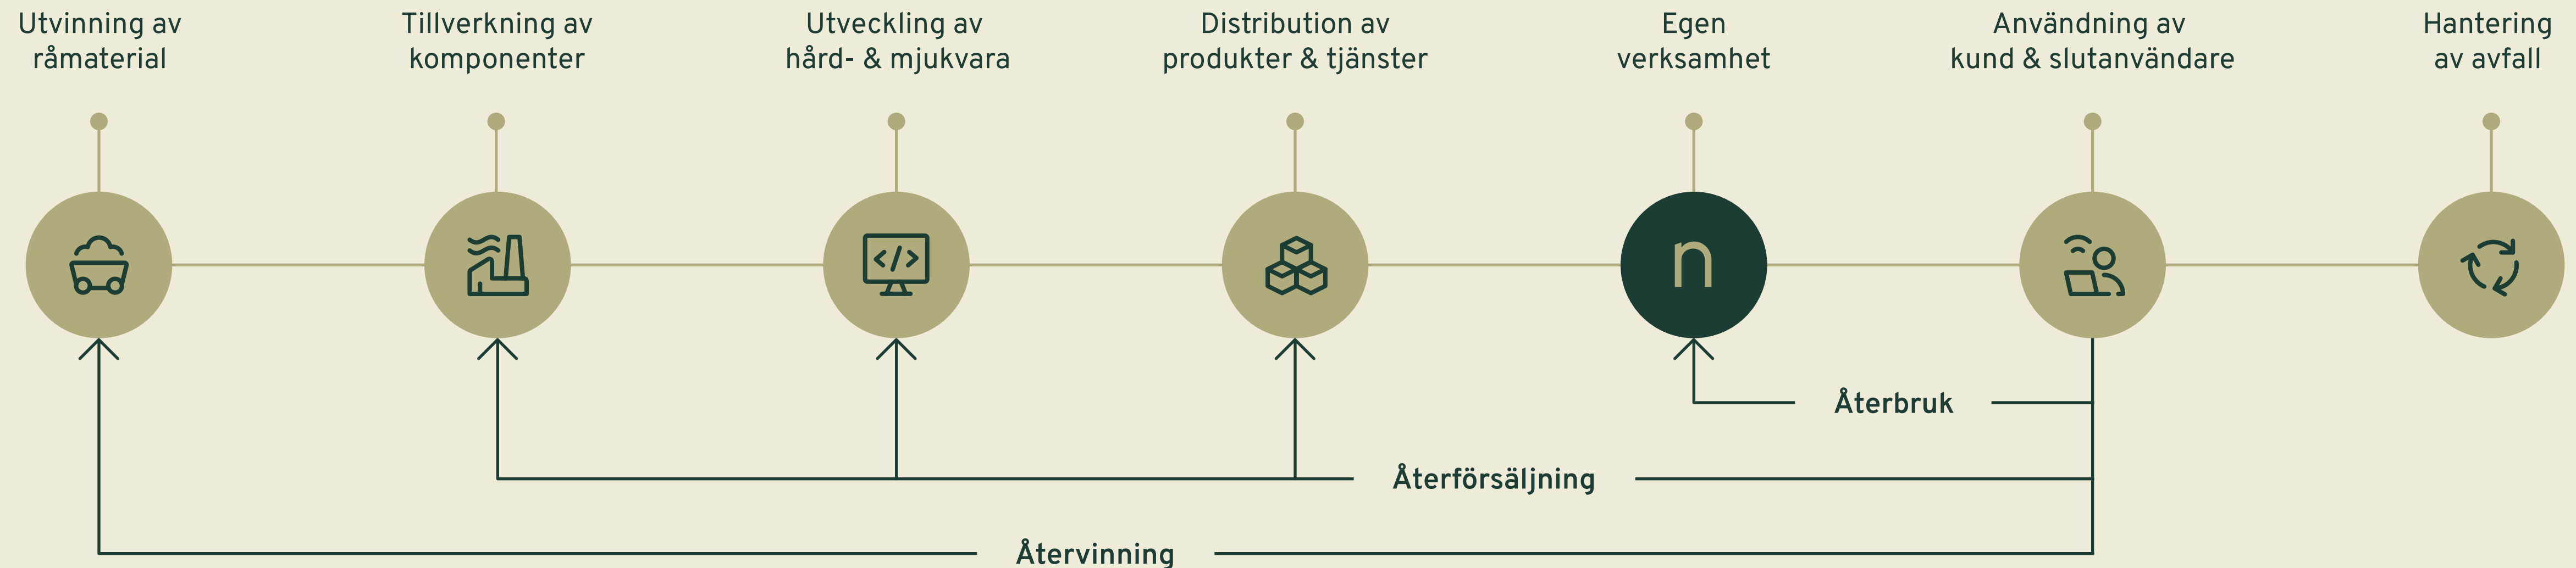 Utvinning av
råmaterial
Tillverkning av
komponenter
Utveckling av
hård- & mjukvara
Distribution av
produkter & tjänster
Egen
verksamhet
Användning av
kund & slutanvändare
Hantering
av avfall
</>
n
Återbruk
Återförsäljning
Återvinning